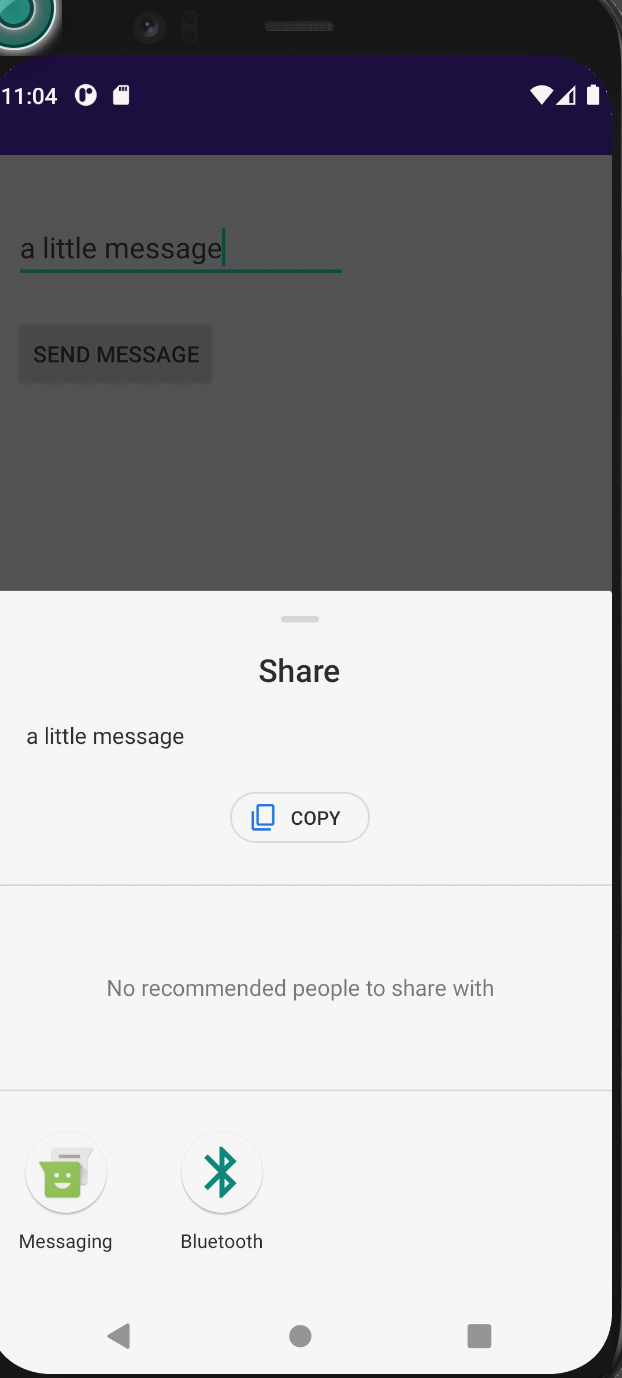 11:04
a little message
SEND MESSAGE
Share
a little message
COPY
No recommended people to share with
Messaging
Bluetooth